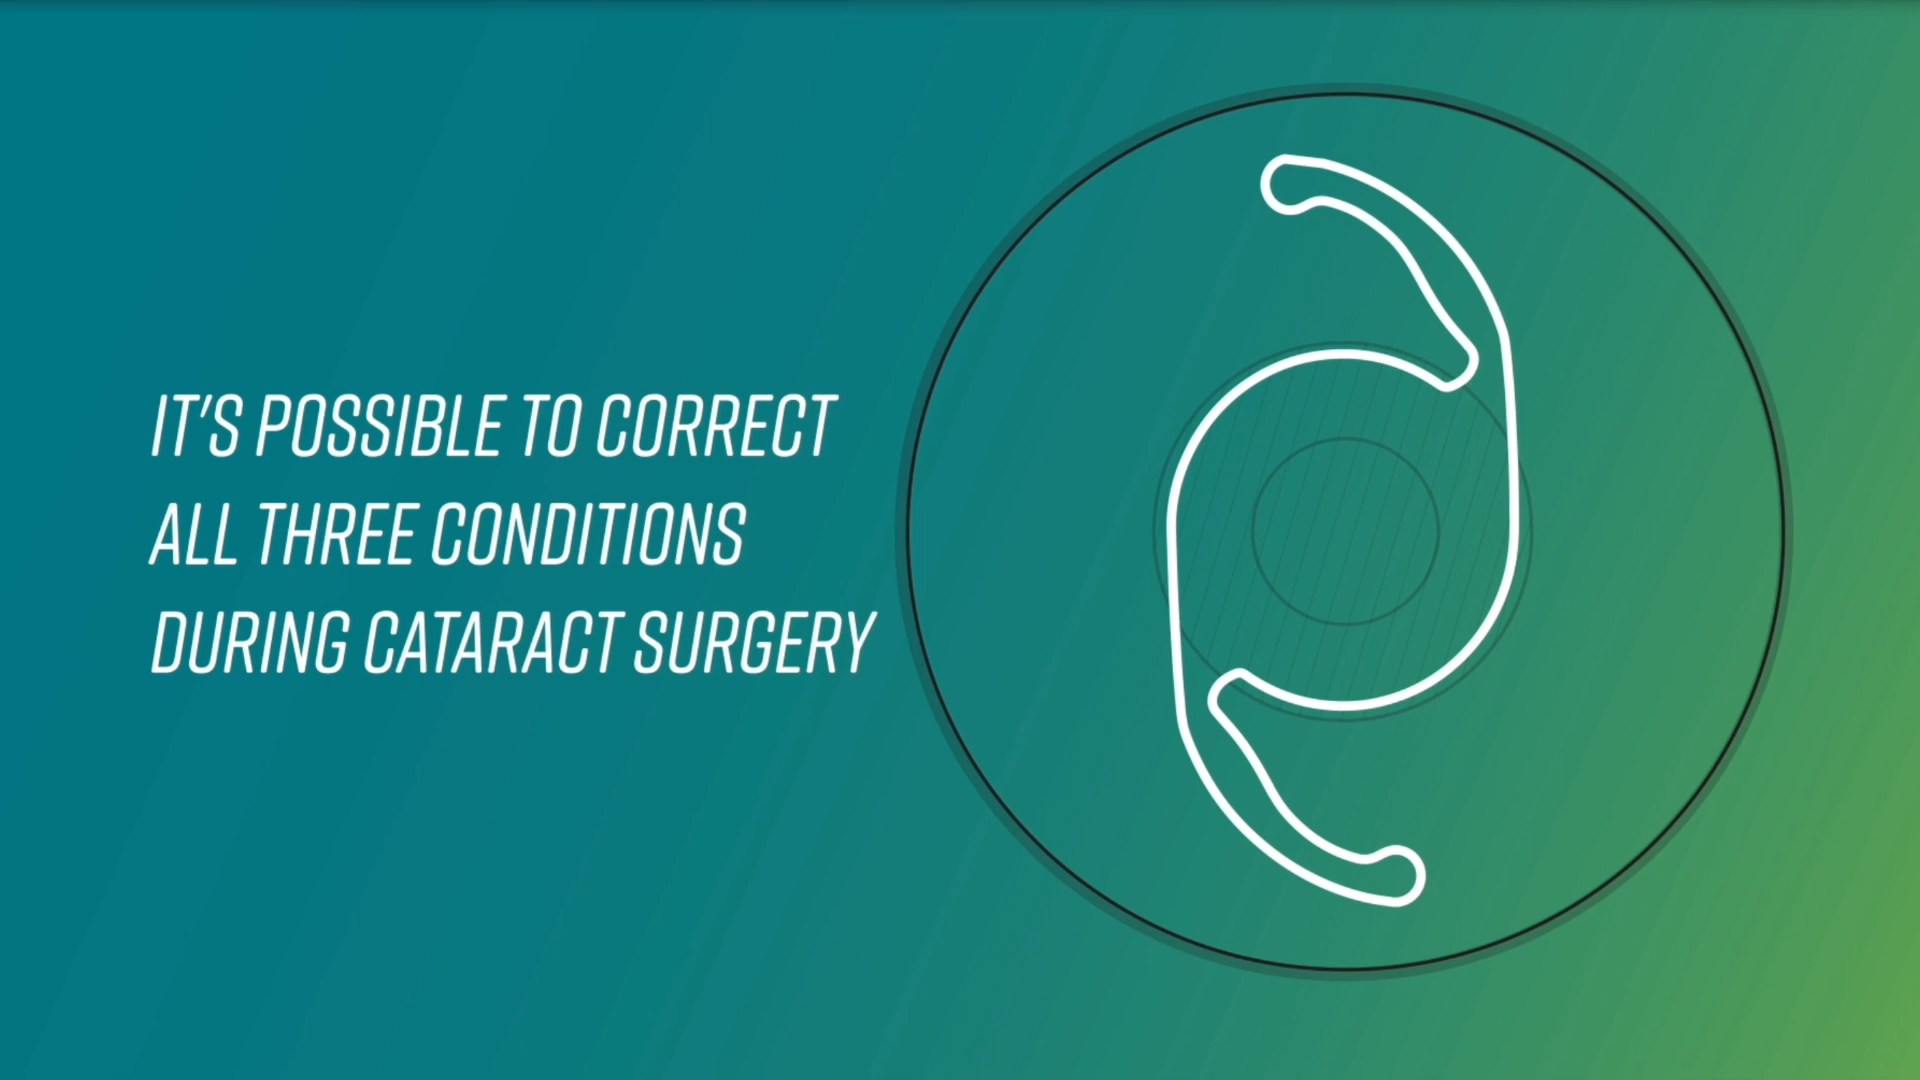 IT'S POSSIBLE TO CORRECT
ALL THREE CONDITIONS
DURING CATARACT SURGERY